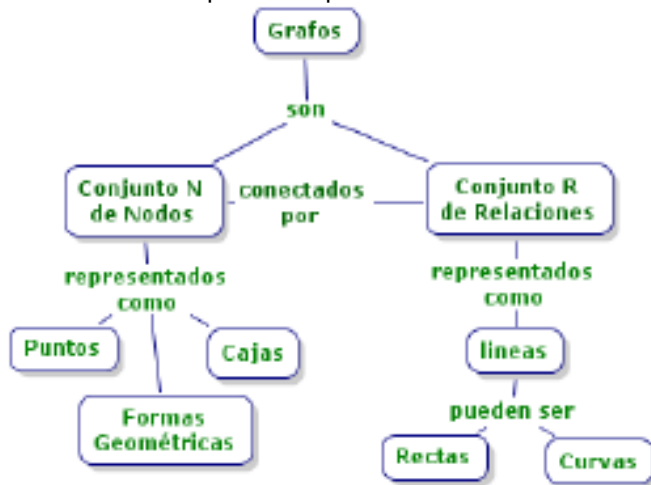 Grafos
son
Conjunto N
de Nodos
conectados
por
Conjunto R
de Relaciones
representados
como
representados
como
Puntos
Cajas
lineas
Formas
Geométricas
pueden ser
Rectas
Curvas